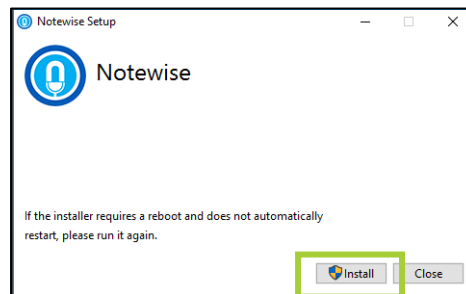 Notewise Setup
Notewise
If the installer requires a reboot and does not automatically
restart, please run it again.
Install
Close